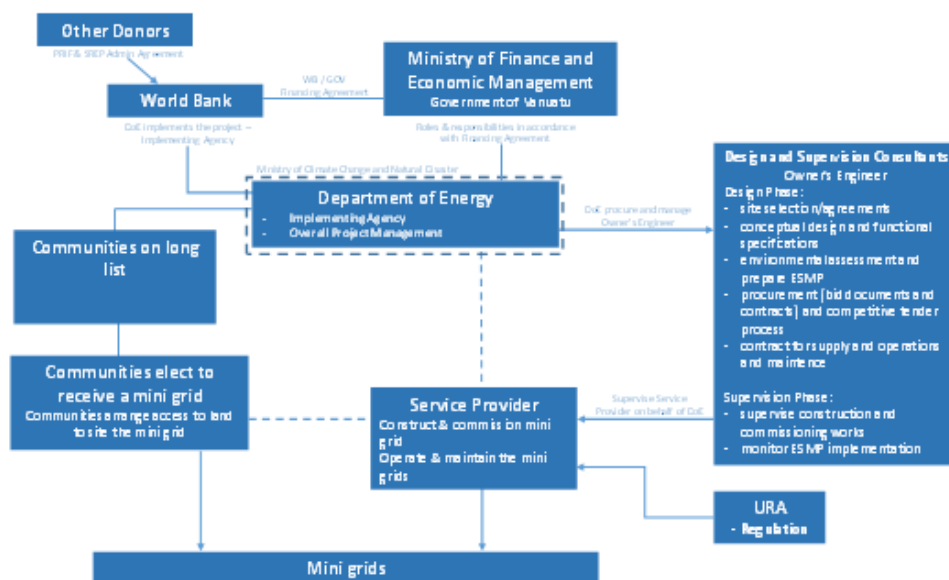 Other Donors
PRIF & SREP Admin Agreement
World Bank
WB / GOV
Financing Agreement
Ministry of Finance and
Economic Management
Government of Vanuatu
DoE implements the project –
Implementing Agency
Roles & responsibilities in accordance
with Financing Agreement
Ministry of Climate Change and Natural Disaster
Department of Energy
- Implementing Agency
- Overall Project Management
DoE procure and manage
Owner's Engineer
Design and Supervision Consultants
Owner's Engineer
Design Phase:
- site selection/agreements
- conceptual design and functional
specifications
- environmental assessment and
prepare ESMP
- procurement (bid documents and
contracts) and competitive tender
process
- contract for supply and operations
and maintence
Supervision Phase:
- supervise construction and
commissioning works
- monitor ESMP implementation
Communities on long
list
Communities elect to
receive a mini grid
Communities arrange access to land
to site the mini grid
Service Provider
Construct & commission mini
grid
Operate & maintain the mini
grids
Supervise Service
Provider on behalf of DoE
URA
- Regulation
Mini grids